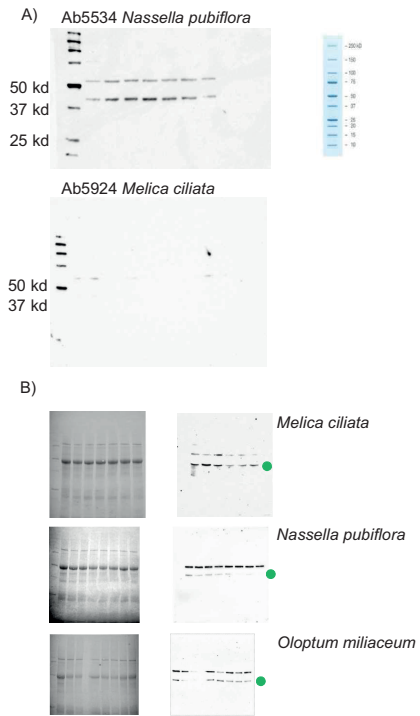 A)
Ab5534 Nassella pubiflora
50 kd
37 kd
25 kd
250 kD
150
100
75
50
37
25
20
15
10
Ab5924 Melica ciliata
50 kd
37 kd
B)
Melica ciliata
Nassella pubiflora
Oloptum miliaceum